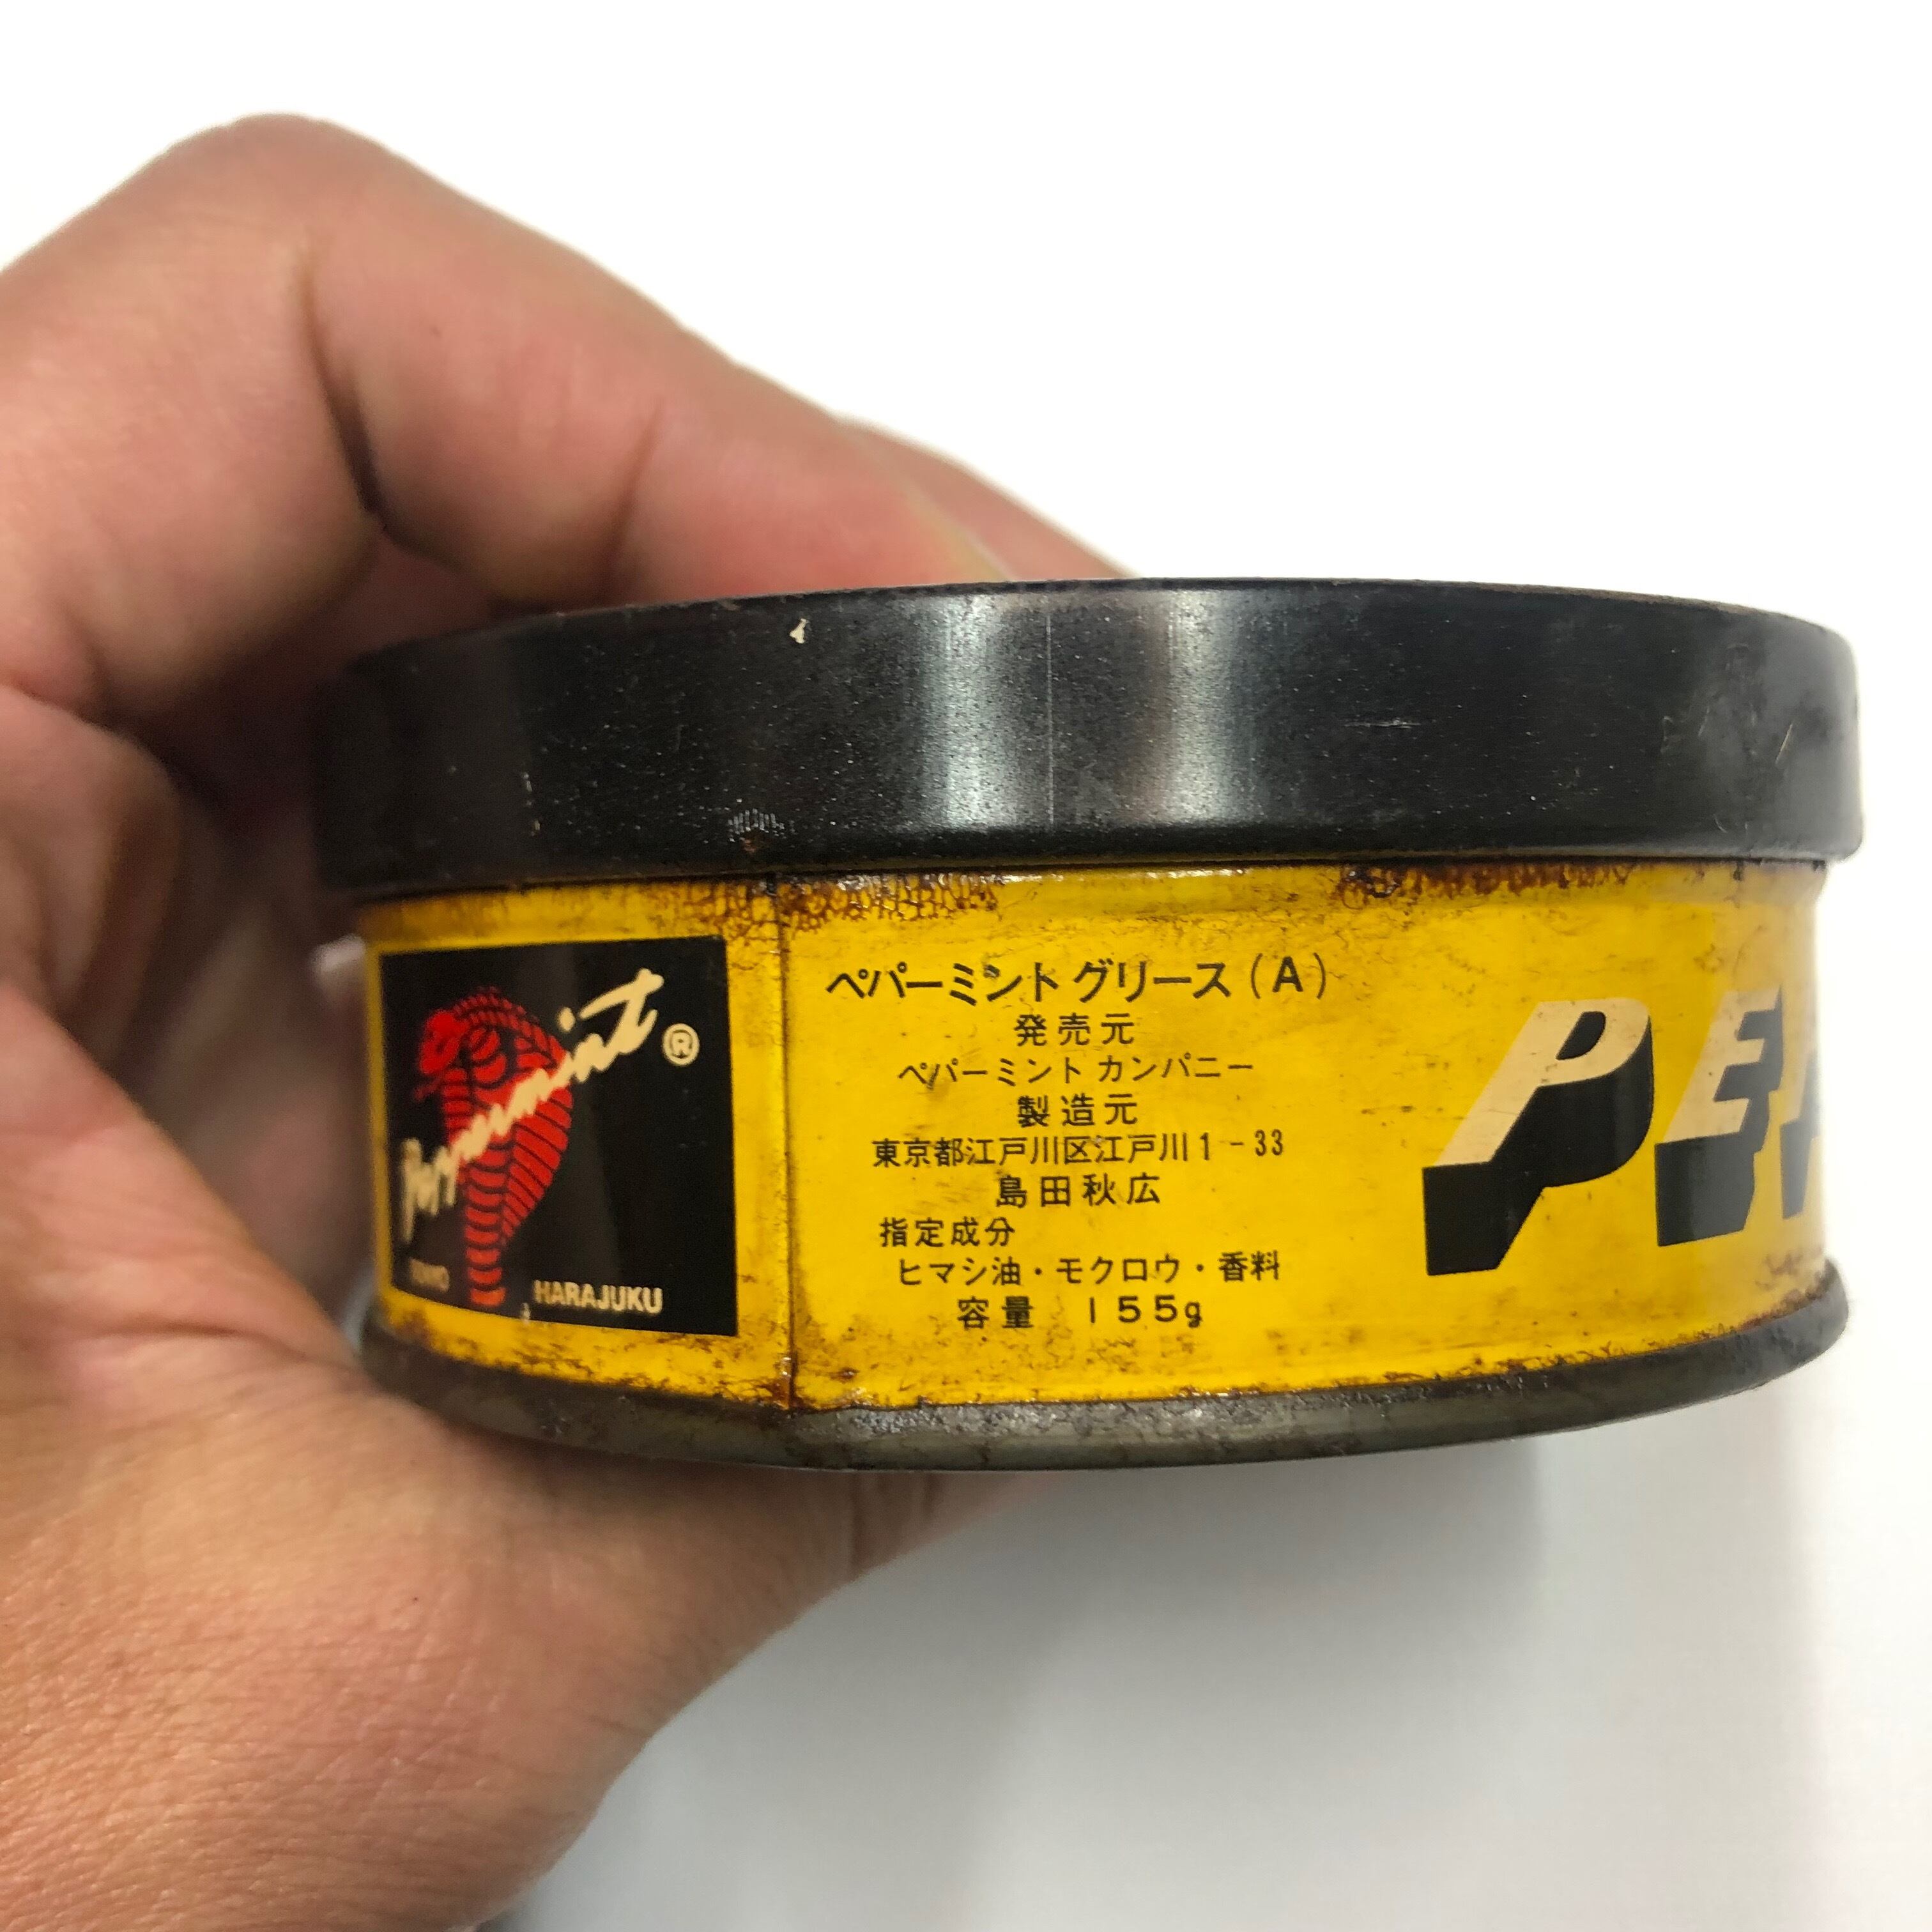 Peppermint ®
TOKYO
HARAJUKU
ペパーミント グリース (A)
発売元
ペパーミント カンパニー
製造元
東京都江戸川区江戸川1-33
島田秋広
指定成分
ヒマシ油・モクロウ・香料
容量 155g
PE